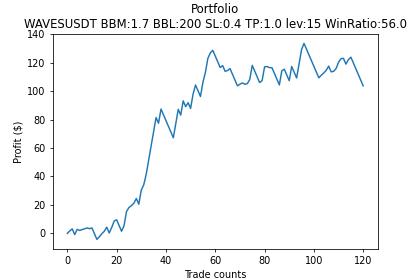 Portfolio
WAVESUSDT BBM:1.7 BBL:200 SL:0.4 TP:1.0 lev:15 WinRatio:56.0
140
120
100
80
60
40
20
0
Profit ($)
0 20 40 60 80 100 120
Trade counts